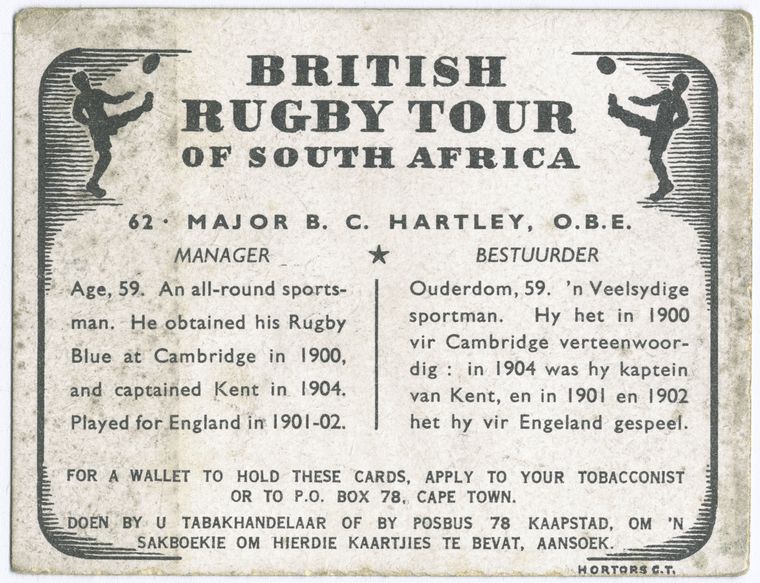 BRITISH
RUGBY TOUR
OF SOUTH AFRICA
62 · MAJOR B. C. HARTLEY, O.B.E.
MANAGER ★ BESTUURDER
Age, 59. An all-round sports-
man. He obtained his Rugby
Blue at Cambridge in 1900,
and captained Kent in 1904.
Played for England in 1901-02.
Ouderdom, 59. 'n Veelsydige
sportman. Hy het in 1900
vir Cambridge verteenwoor-
dig : in 1904 was hy kaptein
van Kent, en in 1901 en 1902
het hy vir Engeland gespeel.
FOR A WALLET TO HOLD THESE CARDS, APPLY TO YOUR TOBACCONIST
OR TO P.O. BOX 78, CAPE TOWN.
DOEN BY U TABAKHANDELAAR OF BY POSBUS 78 KAAPSTAD, OM 'N
SAKBOEKIE OM HIERDIE KAARTJIES TE BEVAT, AANSOEK.
HORTORS C.T.